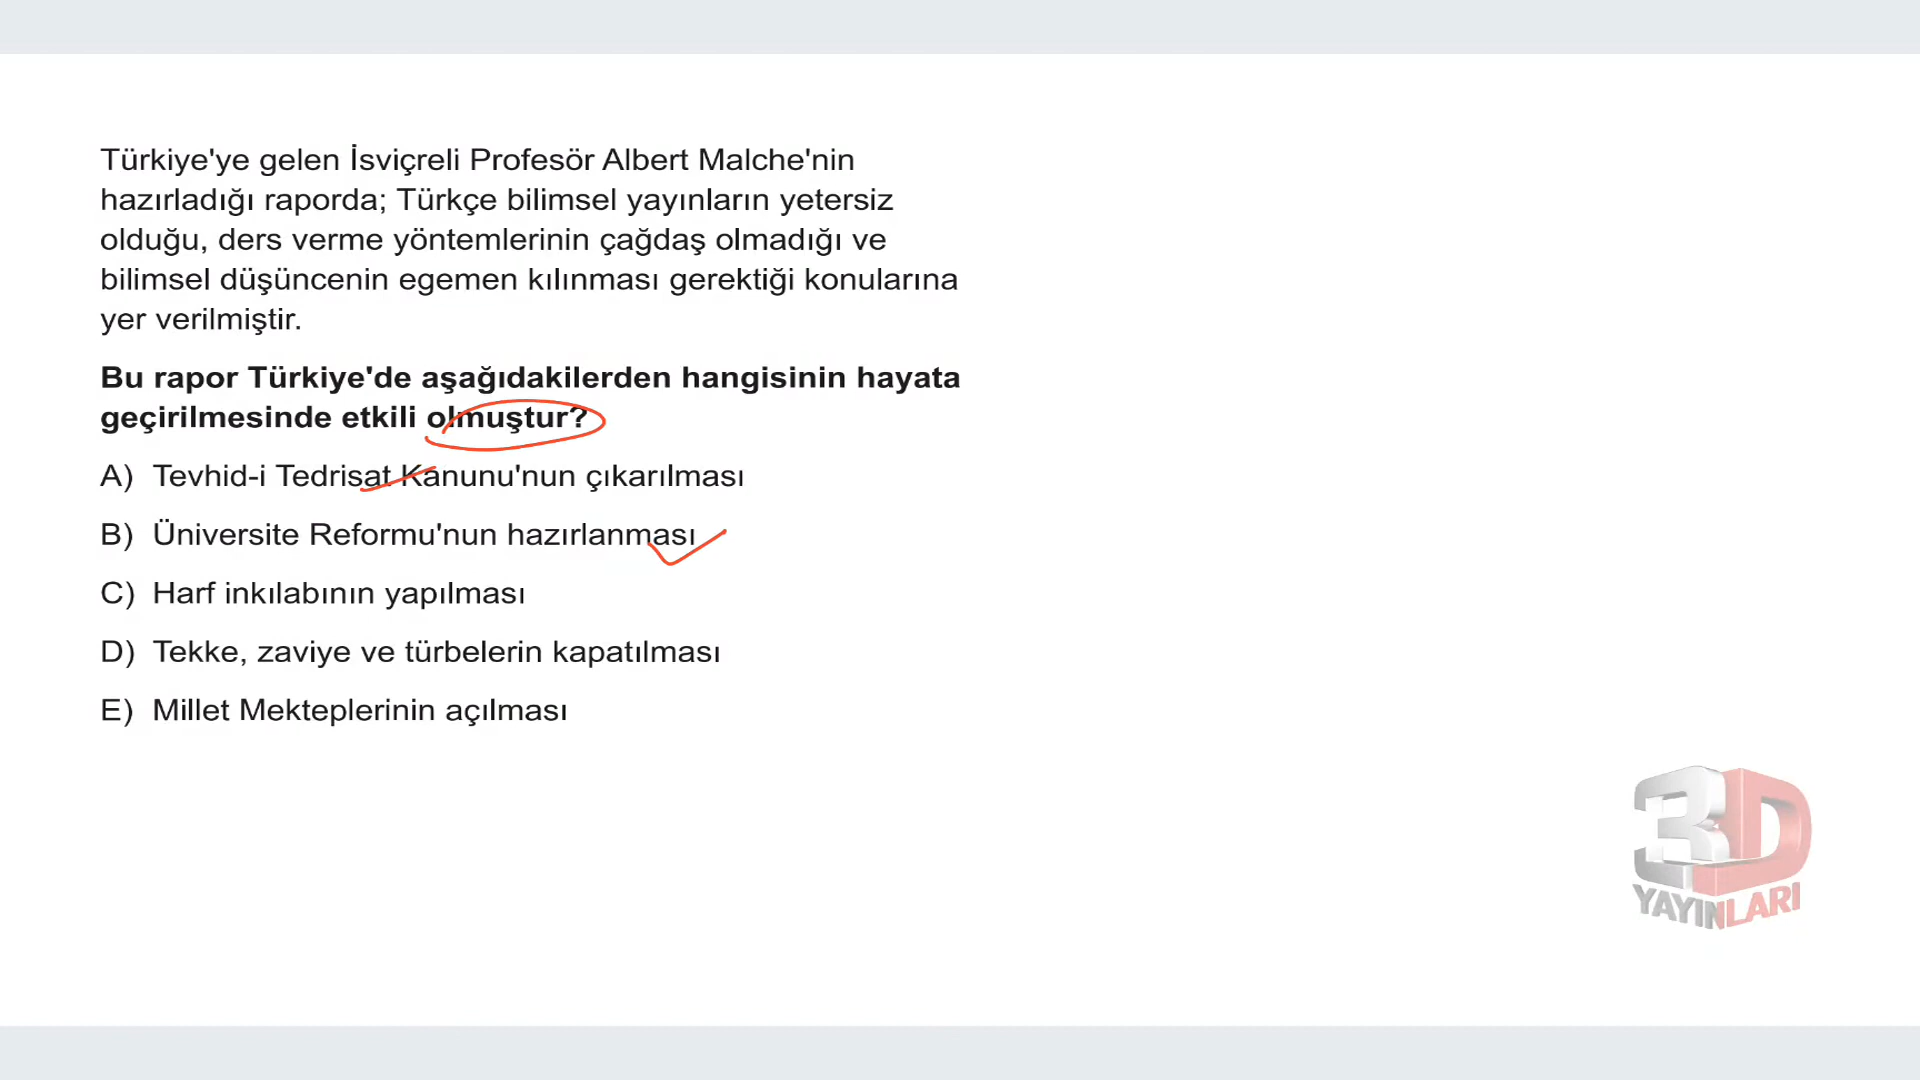 Türkiye'ye gelen İsviçreli Profesör Albert Malche'nin
hazırladığı raporda; Türkçe bilimsel yayınların yetersiz
olduğu, ders verme yöntemlerinin çağdaş olmadığı ve
bilimsel düşüncenin egemen kılınması gerektiği konularına
yer verilmiştir.
Bu rapor Türkiye'de aşağıdakilerden hangisinin hayata
geçirilmesinde etkili olmuştur?
A) Tevhid-i Tedrisat Kanunu'nun çıkarılması
B) Üniversite Reformu'nun hazırlanması
C) Harf inkılabının yapılması
D) Tekke, zaviye ve türbelerin kapatılması
E) Millet Mekteplerinin açılması
3D
YAYINLARI